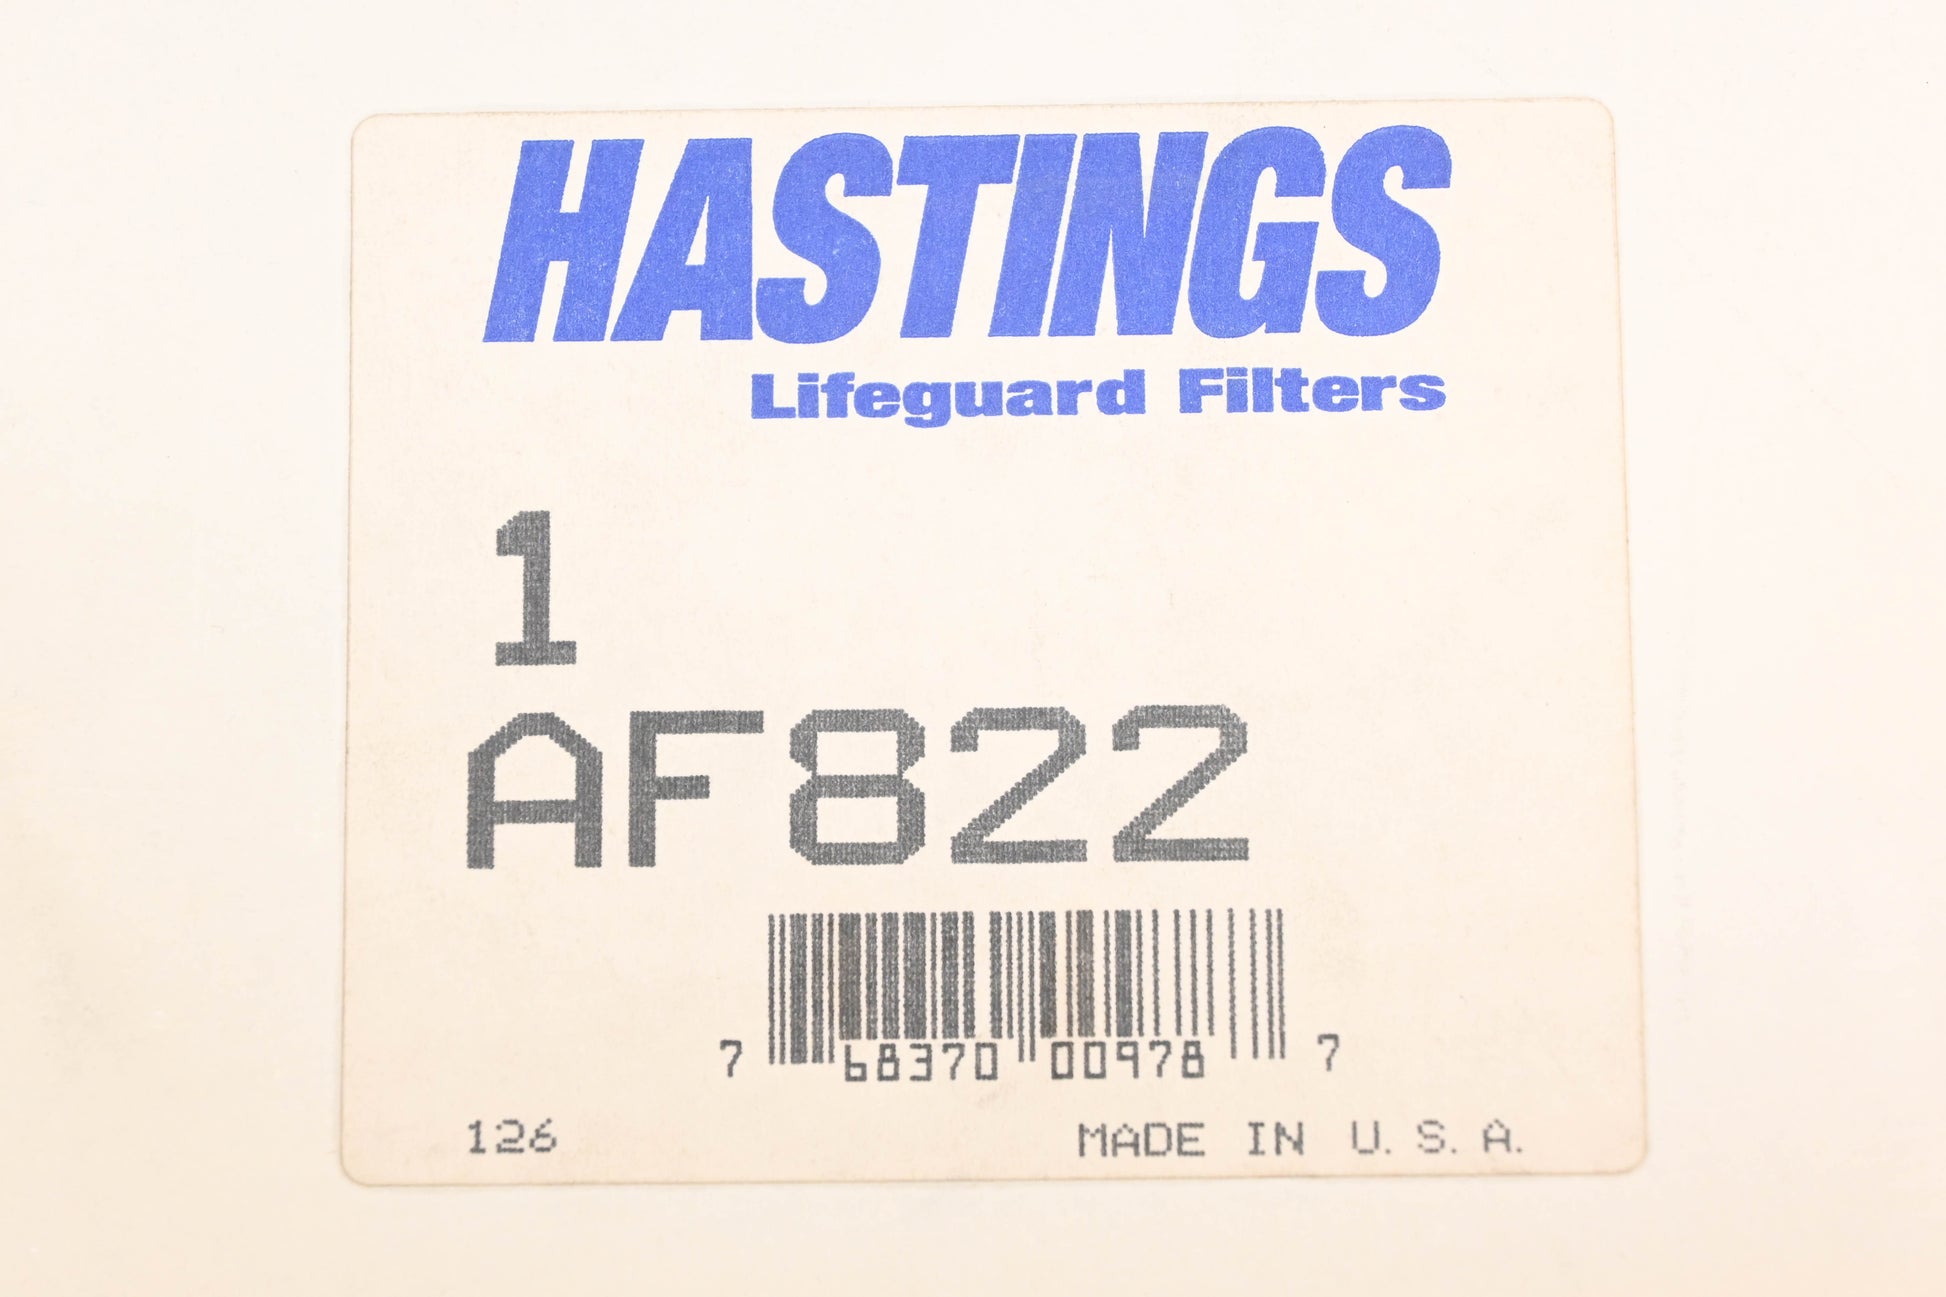 HASTINGS
Lifeguard Filters
1
AF822
7 68370 00978 7
126 MADE IN U.S.A.